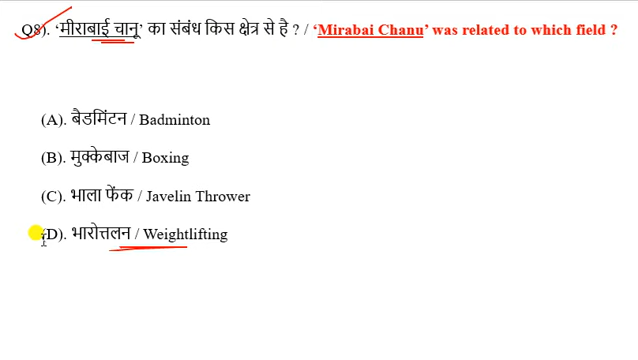 Q8). ‘मीराबाई चानू’ का संबंध किस क्षेत्र से है ? / ‘Mirabai Chanu’ was related to which field ?
(A). बैडमिंटन / Badminton
(B). मुक्केबाज / Boxing
(C). भाला फेंक / Javelin Thrower
(D). भारोत्तलन / Weightlifting